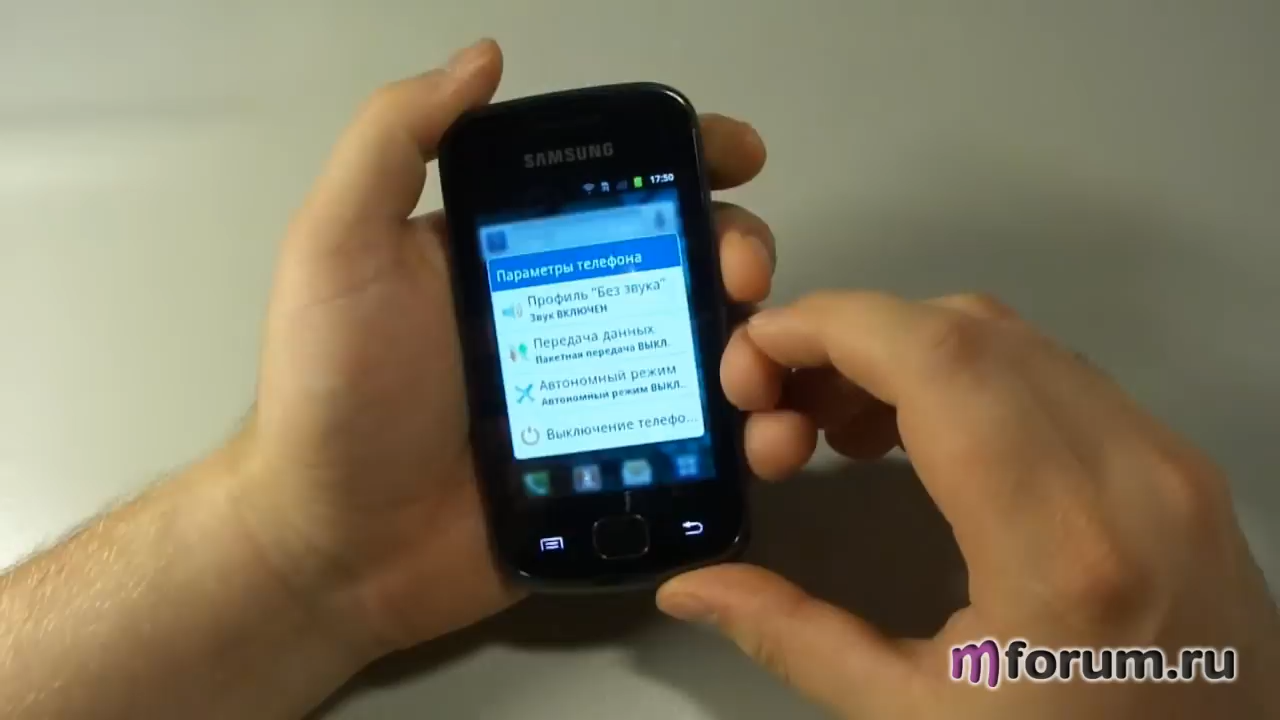 SAMSUNG
17:50
Параметры телефона
Профиль "Без звука"
Звук ВКЛЮЧЕН
Передача данных
Пакетная передача ВЫКЛ.
Автономный режим
Автономный режим ВЫКЛ...
Выключение телефо...
mforum.ru